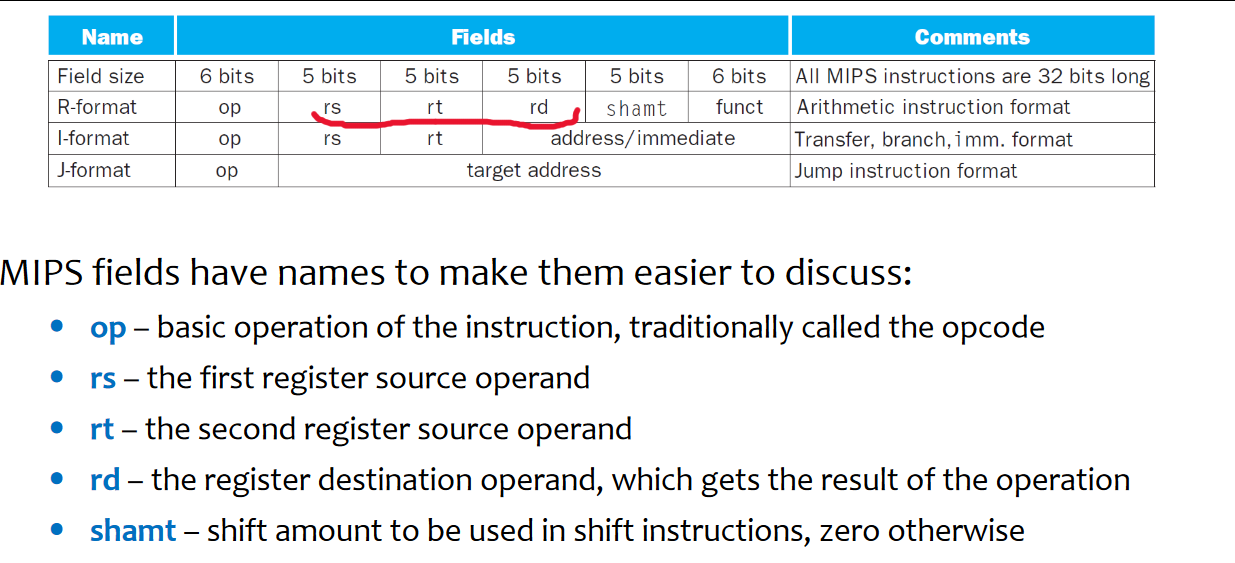 Name Fields Comments
Field size 6 bits 5 bits 5 bits 5 bits 5 bits 6 bits All MIPS instructions are 32 bits long
R-format op rs rt rd shamt funct Arithmetic instruction format
I-format op rs rt address/immediate Transfer, branch, imm. format
J-format op target address Jump instruction format
MIPS fields have names to make them easier to discuss:
• op – basic operation of the instruction, traditionally called the opcode
• rs – the first register source operand
• rt – the second register source operand
• rd – the register destination operand, which gets the result of the operation
• shamt – shift amount to be used in shift instructions, zero otherwise